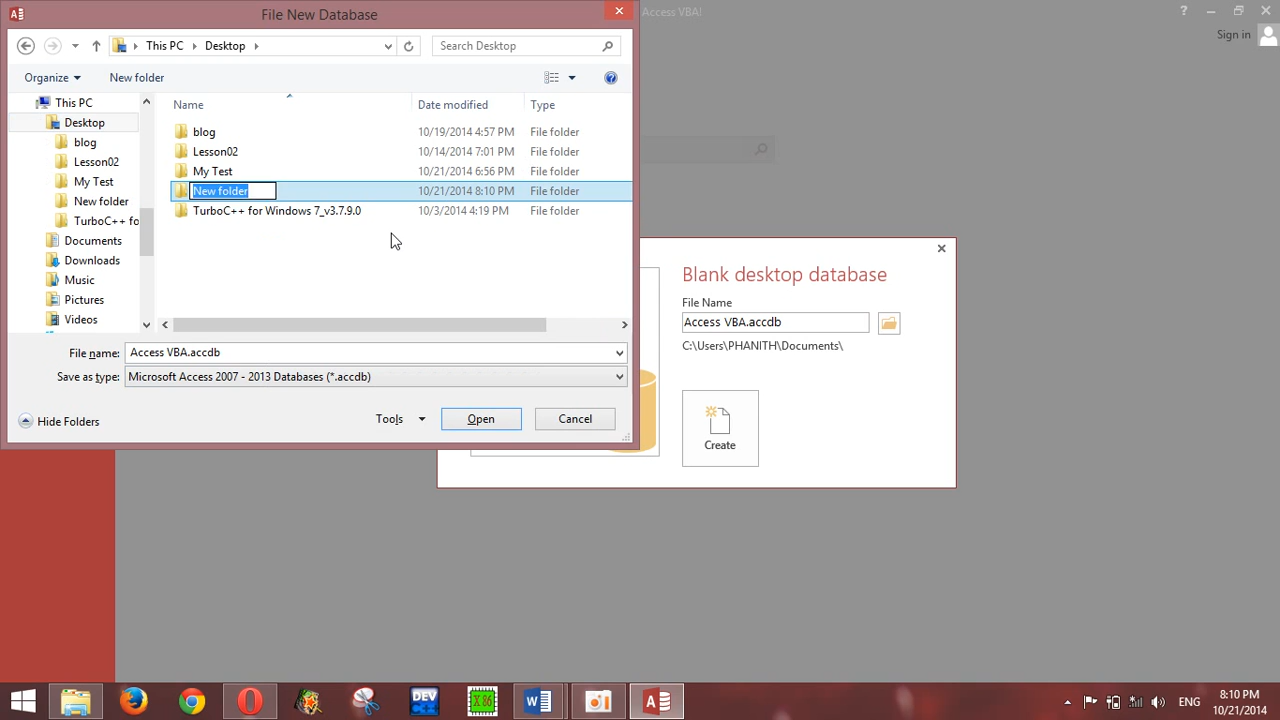 File New Database
Access VBA!
Sign in
This PC
Desktop
Search Desktop
Organize
New folder
This PC
Desktop
blog
Lesson02
My Test
New folder
TurboC++ fo
Documents
Downloads
Music
Pictures
Videos
Name Date modified Type
blog 10/19/2014 4:57 PM File folder
Lesson02 10/14/2014 7:01 PM File folder
My Test 10/21/2014 6:56 PM File folder
New folder 10/21/2014 8:10 PM File folder
TurboC++ for Windows 7_v3.7.9.0 10/3/2014 4:19 PM File folder
File name: Access VBA.accdb
Save as type: Microsoft Access 2007 - 2013 Databases (*.accdb)
Hide Folders
Tools
Open
Cancel
Blank desktop database
File Name
Access VBA.accdb
C:\Users\PHANITH\Documents\
Create
DEV
C++
X 86
ENG
8:10 PM
10/21/2014